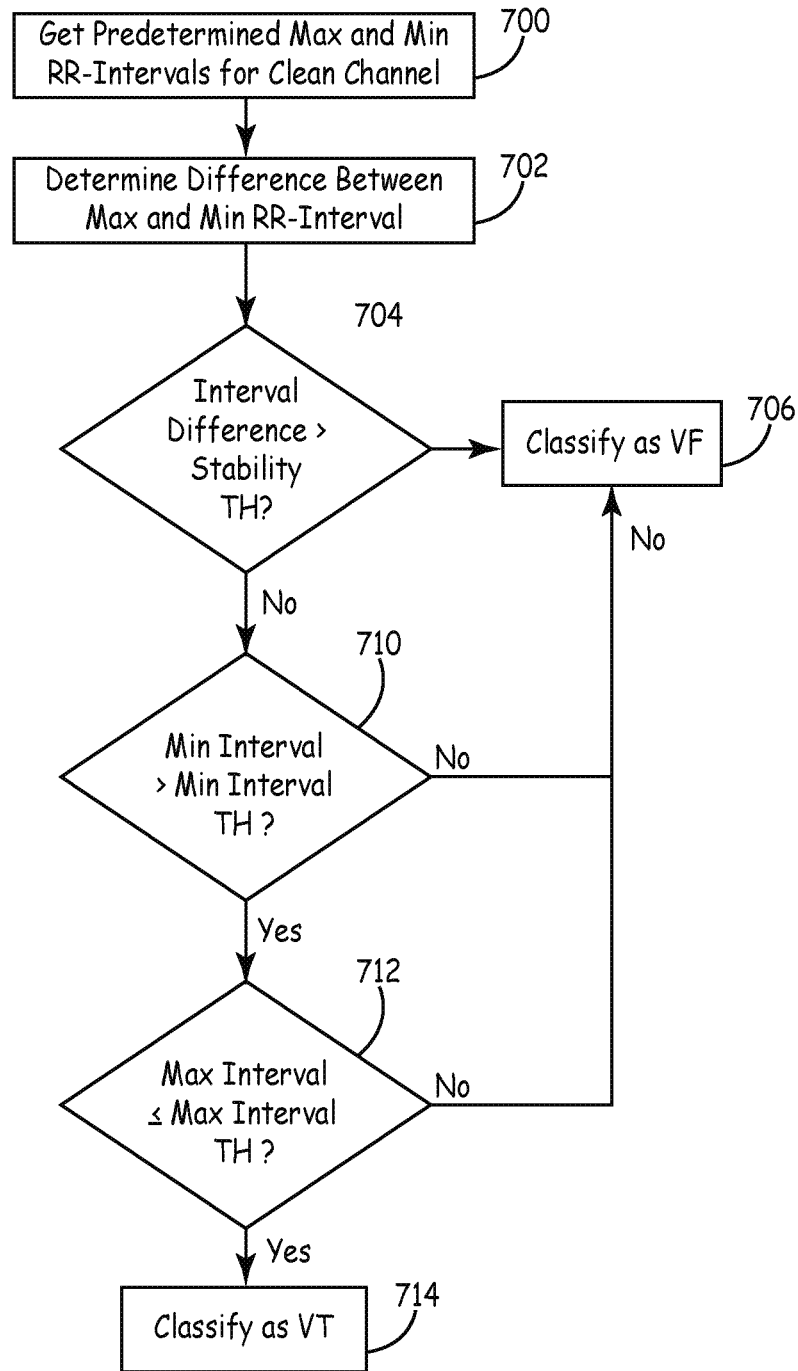 700
Get Predetermined Max and Min
RR-Intervals for Clean Channel
702
Determine Difference Between
Max and Min RR-Interval
704
Interval
Difference >
Stability
TH?
706
Classify as VF
No
No
710
Min Interval
> Min Interval
TH ?
No
Yes
712
Max Interval
≤ Max Interval
TH ?
No
Yes
714
Classify as VT